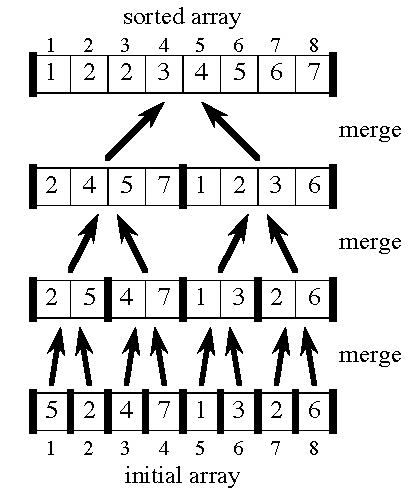 sorted array
1 2 3 4 5 6 7 8
1 2 2 3 4 5 6 7
merge
2 4 5 7 1 2 3 6
merge
2 5 4 7 1 3 2 6
merge
5 2 4 7 1 3 2 6
1 2 3 4 5 6 7 8
initial array